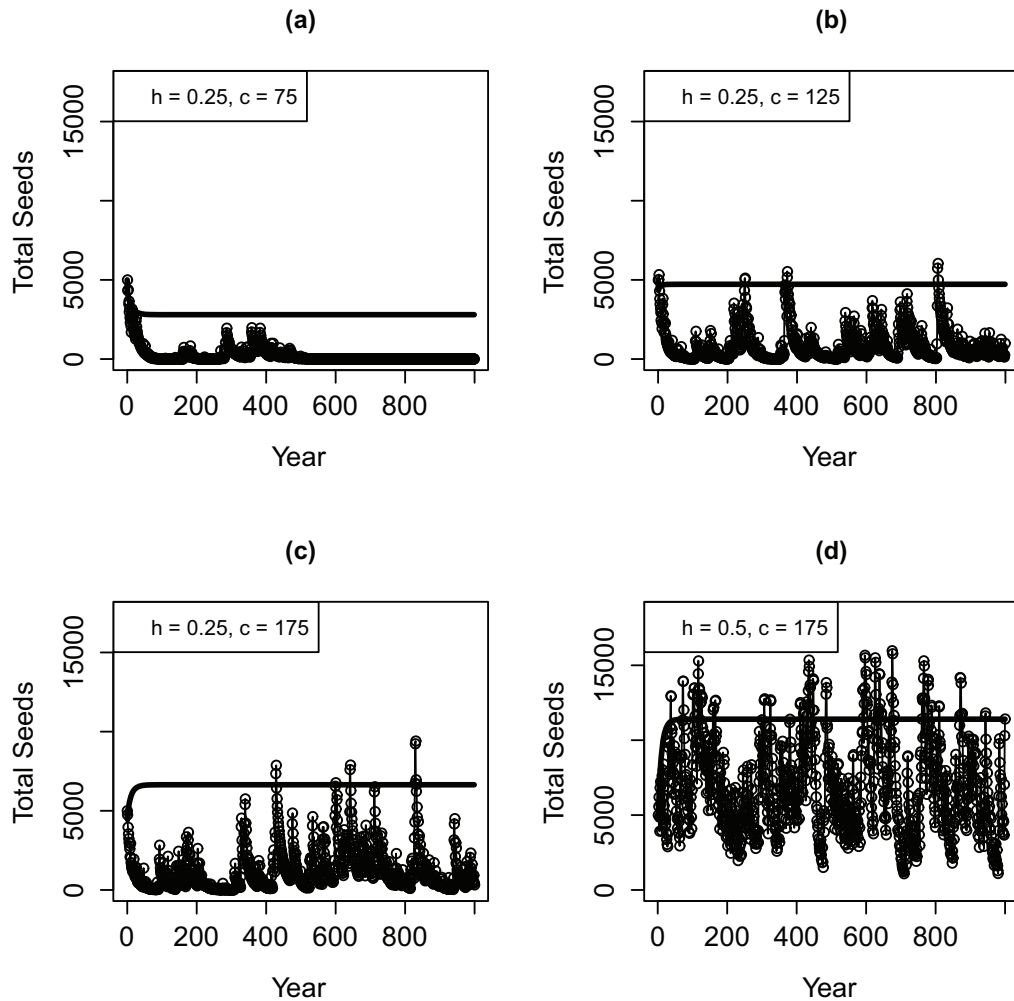 (a)
h = 0.25, c = 75
Total Seeds
0 5000 15000
0 200 400 600 800
Year
(b)
h = 0.25, c = 125
Total Seeds
0 5000 15000
0 200 400 600 800
Year
(c)
h = 0.25, c = 175
Total Seeds
0 5000 15000
0 200 400 600 800
Year
(d)
h = 0.5, c = 175
Total Seeds
0 5000 15000
0 200 400 600 800
Year